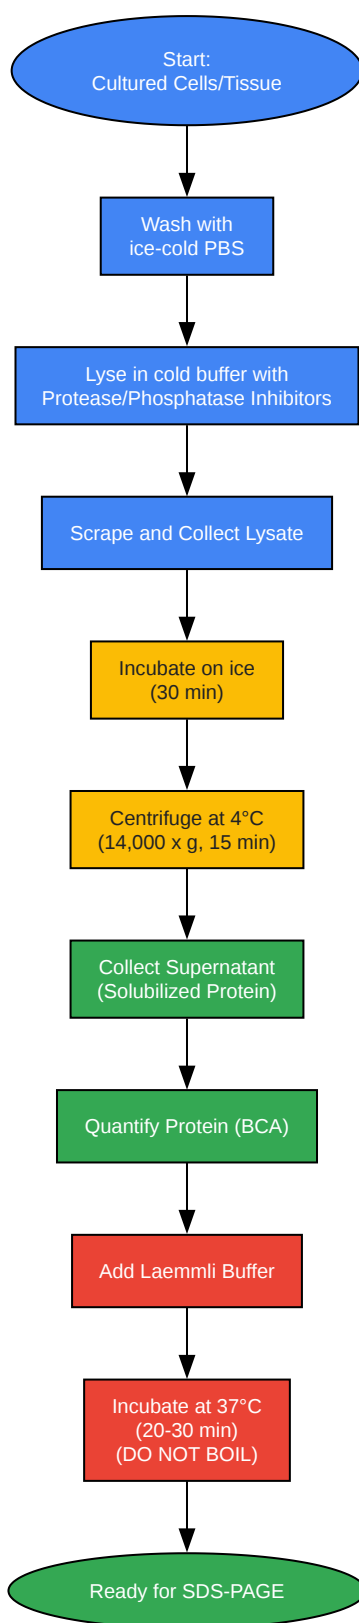 Start:
Cultured Cells/Tissue
Wash with
ice-cold PBS
Lyse in cold buffer with
Protease/Phosphatase Inhibitors
Scrape and Collect Lysate
Incubate on ice
(30 min)
Centrifuge at 4°C
(14,000 x g, 15 min)
Collect Supernatant
(Solubilized Protein)
Quantify Protein (BCA)
Add Laemmli Buffer
Incubate at 37°C
(20-30 min)
(DO NOT BOIL)
Ready for SDS-PAGE